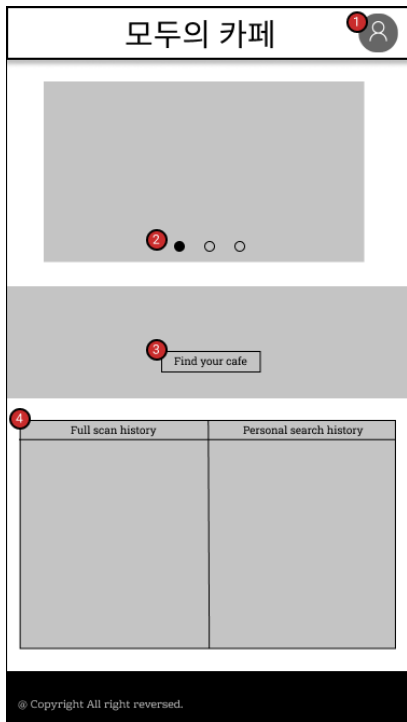 모두의 카페
1
2
3
Find your cafe
4
Full scan history
Personal search history
@ Copyright All right reversed.